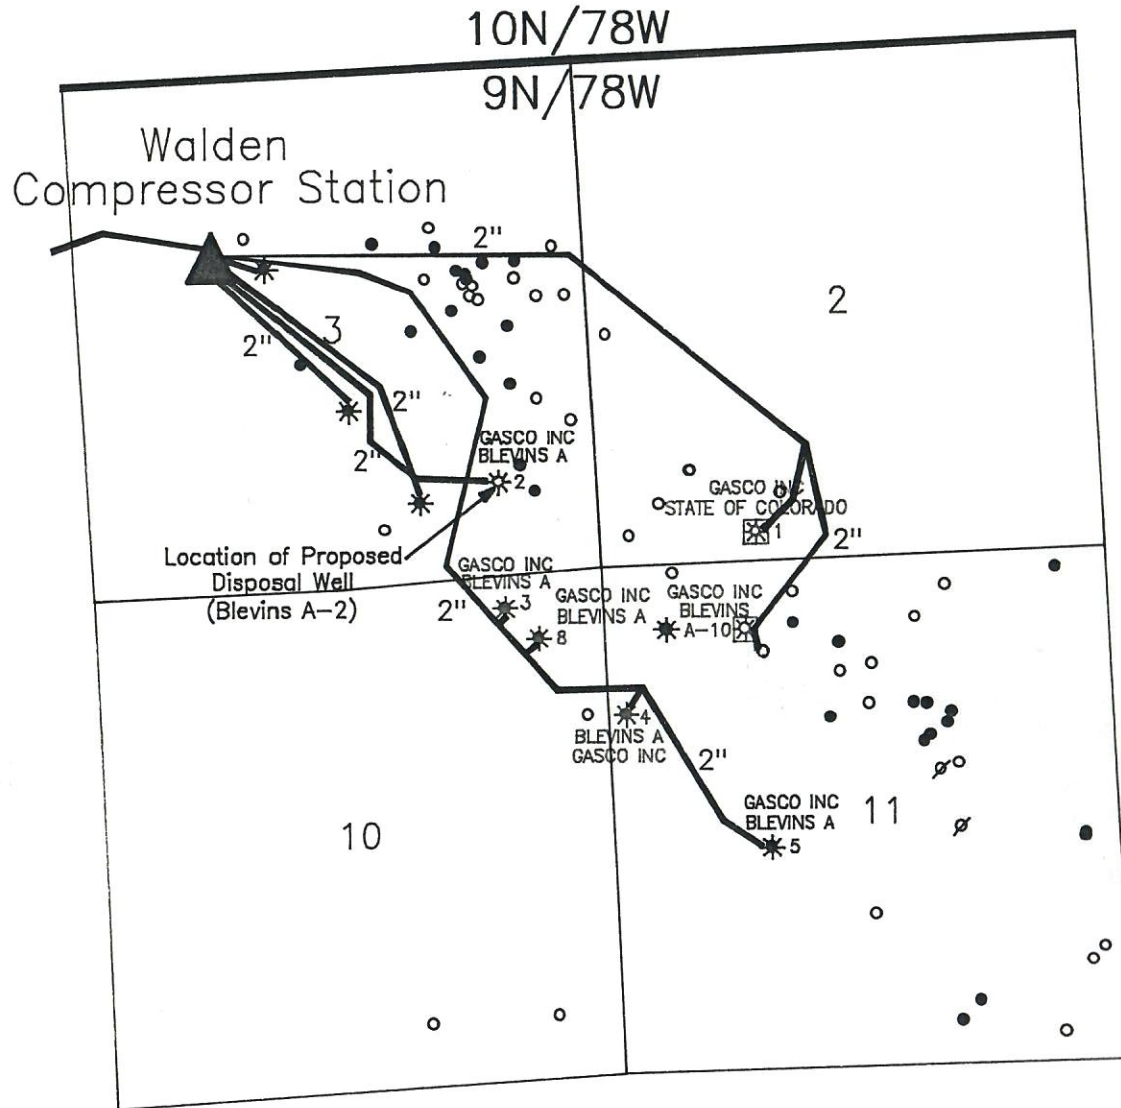 10N/78W
9N/78W
Walden
Compressor Station
2"
2
3
2"
2"
2"
GASCO INC
BLEVINS A
2
GASCO INC
STATE OF COLORADO
1
2"
Location of Proposed
Disposal Well
(Blevins A-2)
GASCO INC
BLEVINS A
3
2"
GASCO INC
BLEVINS A
8
GASCO INC
BLEVINS
A-10
4
BLEVINS A
GASCO INC
2"
GASCO INC
BLEVINS A
5
10
11